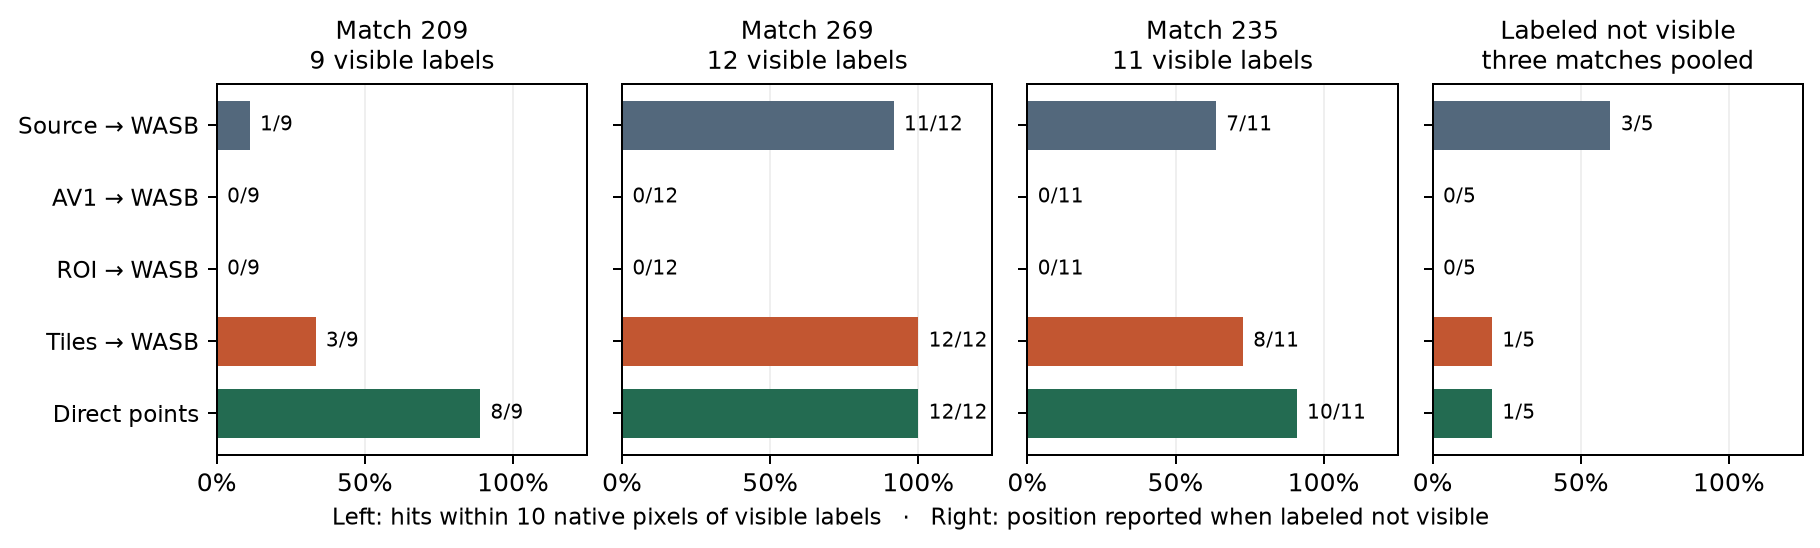 Match 209
9 visible labels
Match 269
12 visible labels
Match 235
11 visible labels
Labeled not visible
three matches pooled
Source → WASB
1/9
11/12
7/11
3/5
AV1 → WASB
0/9
0/12
0/11
0/5
ROI → WASB
0/9
0/12
0/11
0/5
Tiles → WASB
3/9
12/12
8/11
1/5
Direct points
8/9
12/12
10/11
1/5
0%
50%
100%
0%
50%
100%
0%
50%
100%
0%
50%
100%
Left: hits within 10 native pixels of visible labels · Right: position reported when labeled not visible